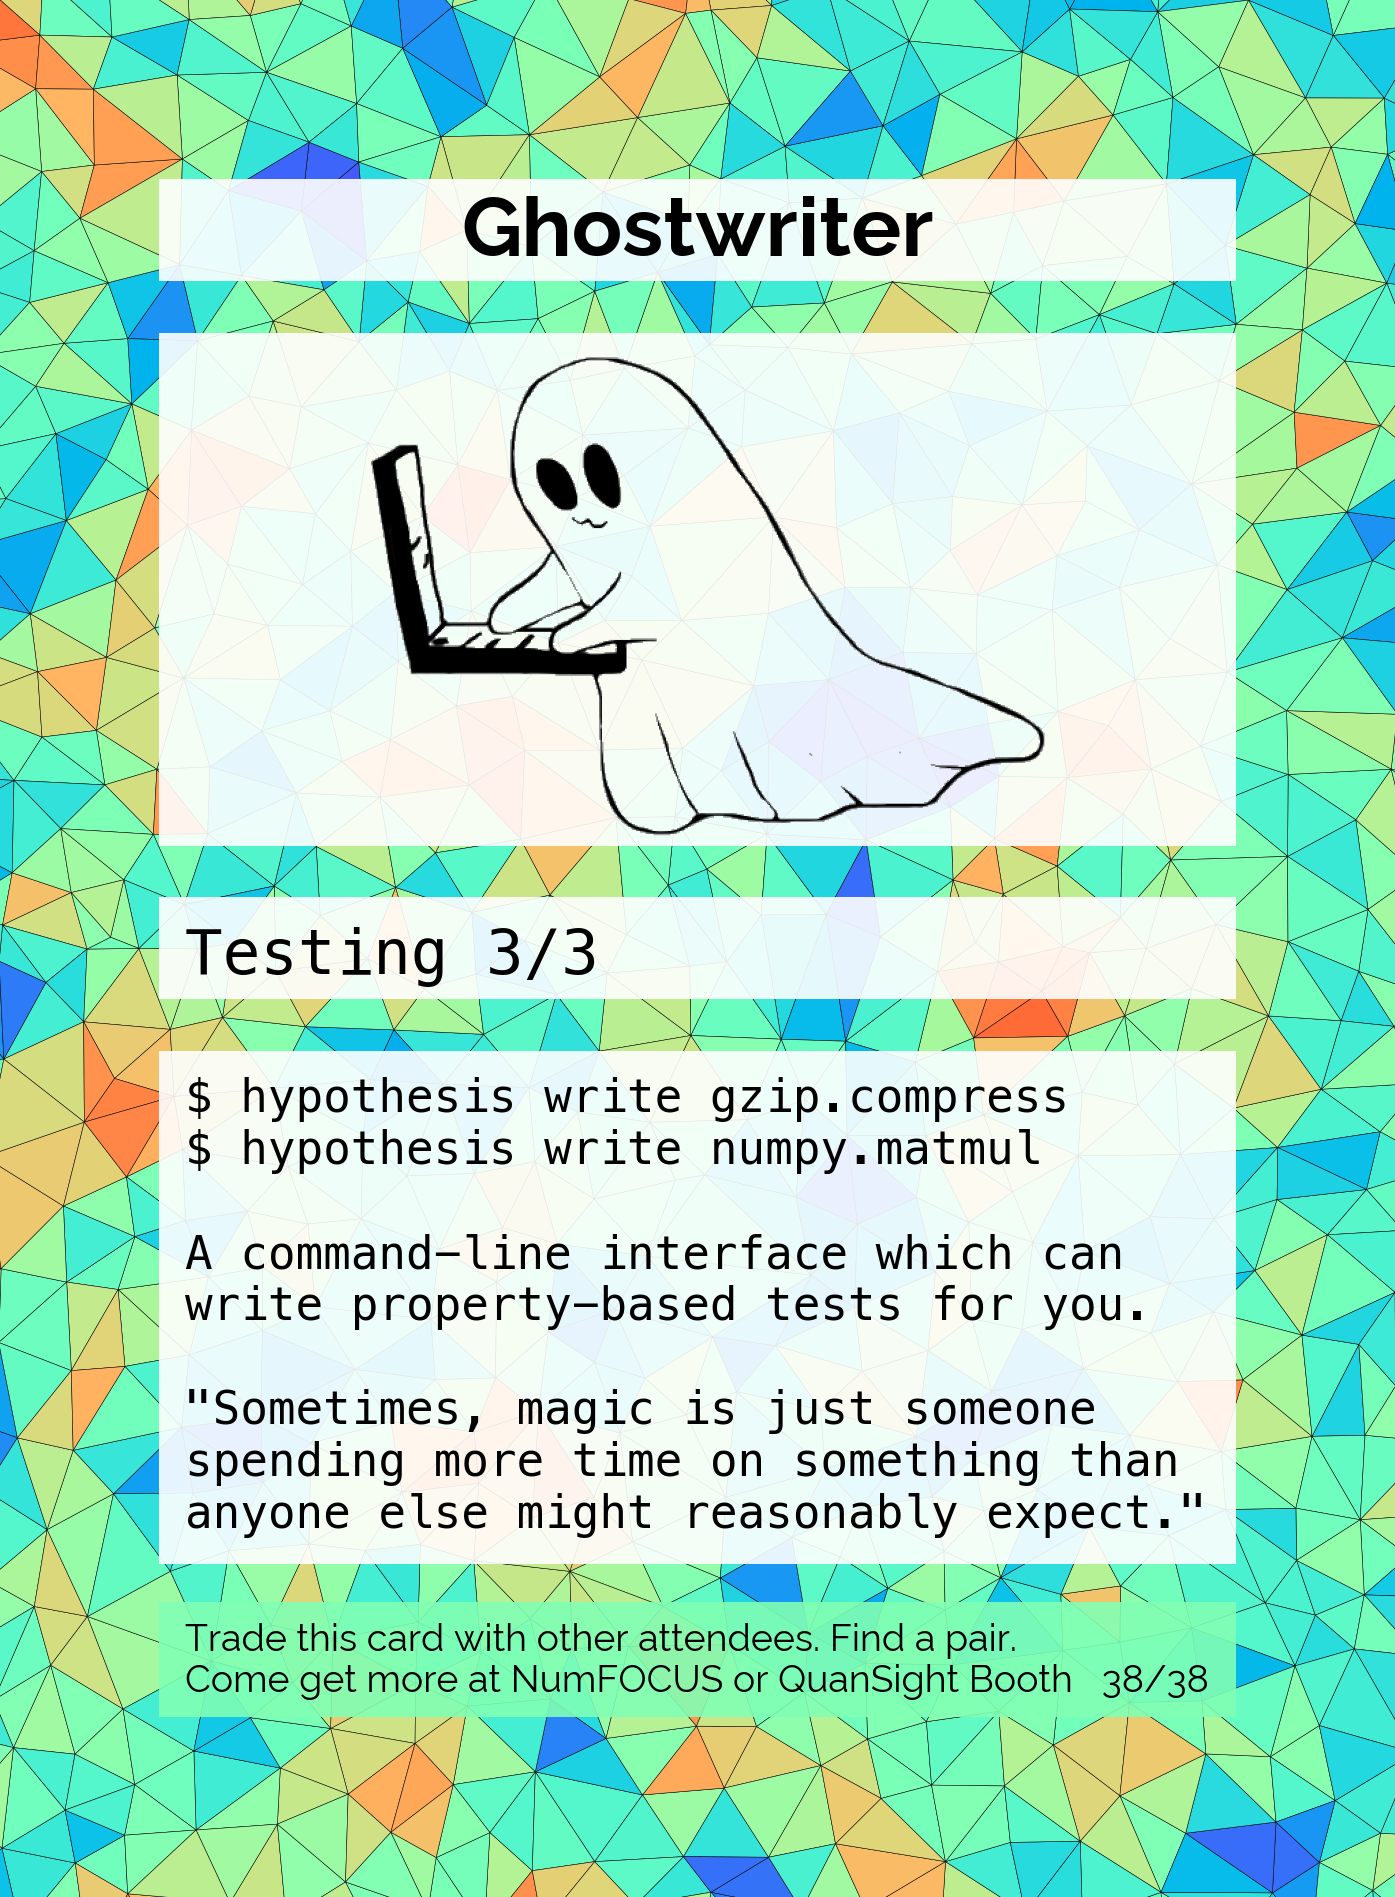 Ghostwriter
Testing 3/3
$ hypothesis write gzip.compress
$ hypothesis write numpy.matmul
A command-line interface which can
write property-based tests for you.
"Sometimes, magic is just someone
spending more time on something than
anyone else might reasonably expect."
Trade this card with other attendees. Find a pair.
Come get more at NumFOCUS or QuanSight Booth 38/38